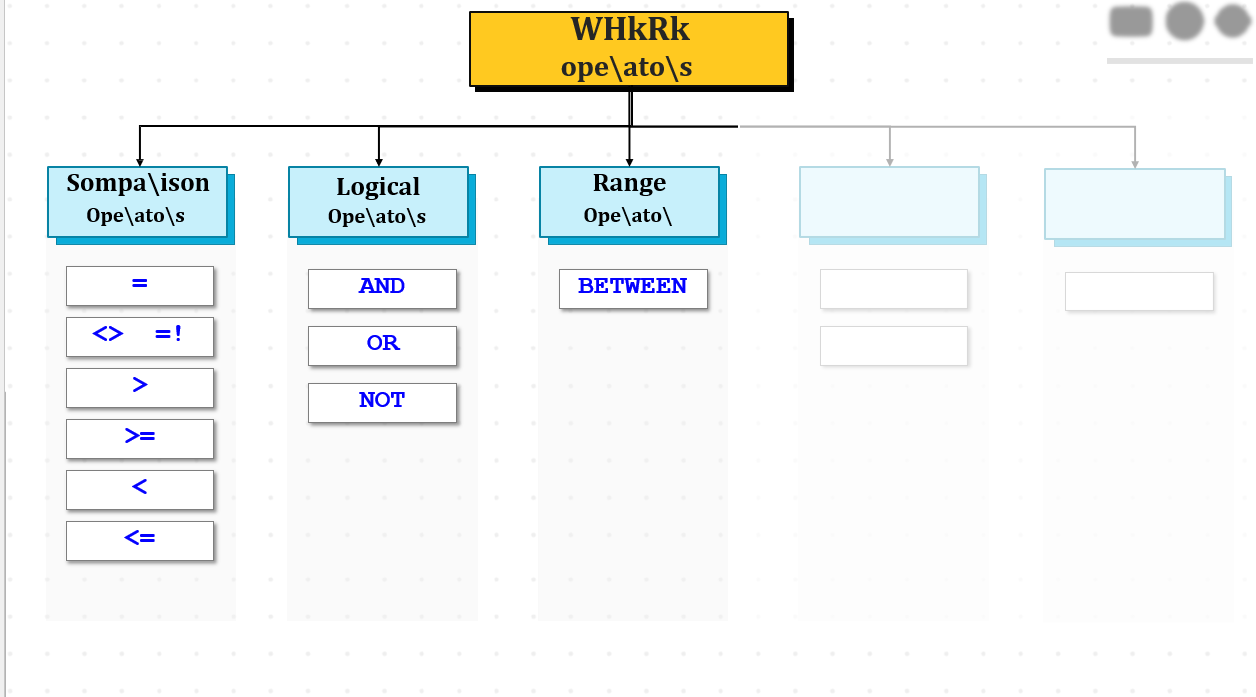 WHkRk
ope\ato\s
Sompa\ison
Ope\ato\s
=
<> =!
>
>=
<
<=
Logical
Ope\ato\s
AND
OR
NOT
Range
Ope\ato\
BETWEEN